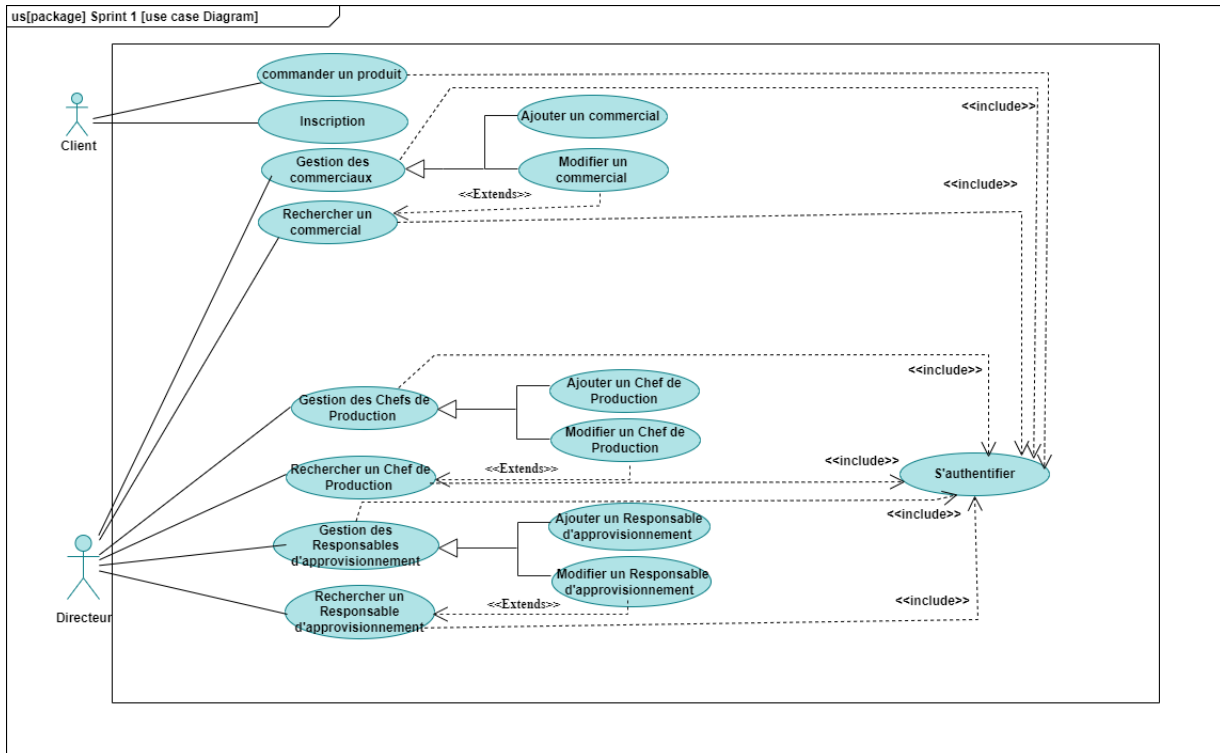 us[package] Sprint 1 [use case Diagram]
commander un produit
<<include>>
Ajouter un commercial
Client
Inscription
Gestion des
commerciaux
Modifier un
commercial
<<Extends>>
<<include>>
Rechercher un
commercial
<<include>>
Gestion des Chefs de
Production
Ajouter un Chef de
Production
Modifier un Chef de
Production
Rechercher un Chef de
Production
<<Extends>>
<<include>>
S'authentifier
<<include>>
Gestion des
Responsables
d'approvisionnement
Ajouter un Responsable
d'approvisionnement
Modifier un Responsable
d'approvisionnement
Directeur
Rechercher un
Responsable
d'approvisionnement
<<Extends>>
<<include>>